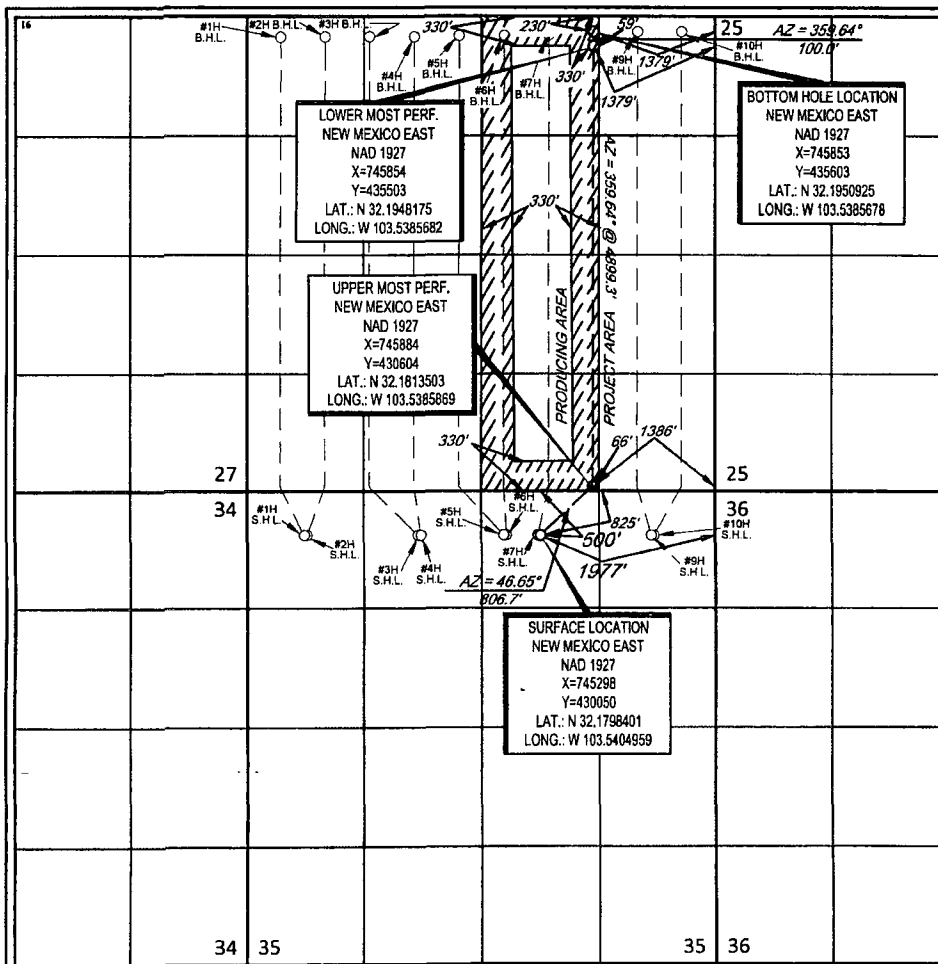 16
#1H
B.H.L.
#2H B.H.L.
#3H B.H.L.
330'
#4H
B.H.L.
#5H
B.H.L.
#6H
B.H.L.
230'
#7H
B.H.L.
59'
330'
1379'
1379'
#9H
B.H.L.
#10H
B.H.L.
25
AZ = 359.64°
100.0'
LOWER MOST PERF.
NEW MEXICO EAST
NAD 1927
X=745854
Y=435503
LAT.: N 32.1948175
LONG.: W 103.5385682
BOTTOM HOLE LOCATION
NEW MEXICO EAST
NAD 1927
X=745853
Y=435603
LAT.: N 32.1950925
LONG.: W 103.5385678
330'
AZ = 359.64° @ 4899.3'
PRODUCING AREA
PROJECT AREA
UPPER MOST PERF.
NEW MEXICO EAST
NAD 1927
X=745884
Y=430604
LAT.: N 32.1813503
LONG.: W 103.5385869
330'
66'
1386'
27
25
34
36
#1H
S.H.L.
#2H
S.H.L.
#3H
S.H.L.
#4H
S.H.L.
#5H
S.H.L.
#6H
S.H.L.
#7H
S.H.L.
825'
600'
1977'
#10H
S.H.L.
#9H
S.H.L.
AZ = 46.65°
806.7'
SURFACE LOCATION
NEW MEXICO EAST
NAD 1927
X=745298
Y=430050
LAT.: N 32.1798401
LONG.: W 103.5404959
34 35
35 36